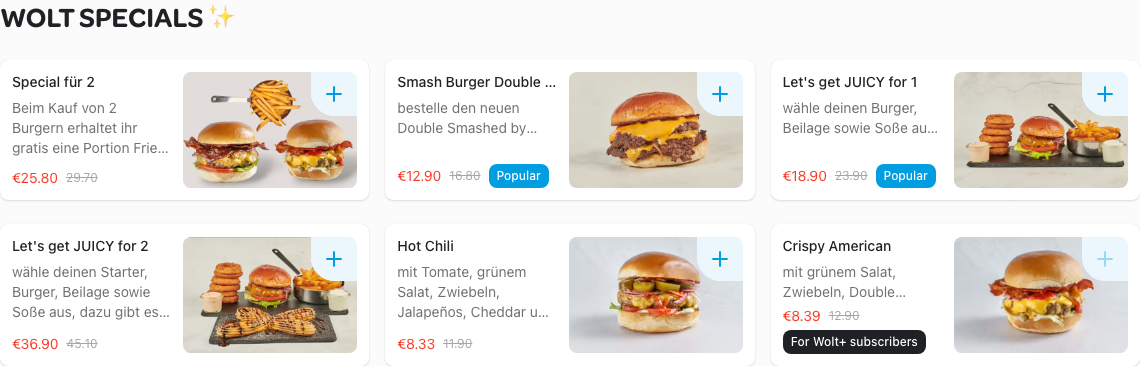 WOLT SPECIALS ✨
Special für 2
Beim Kauf von 2
Burgern erhaltet ihr
gratis eine Portion Frie...
€25.80 29.70
Smash Burger Double ...
bestelle den neuen
Double Smashed by...
€12.90 16.80 Popular
Let's get JUICY for 1
wähle deinen Burger,
Beilage sowie Soße au...
€18.90 23.90 Popular
Let's get JUICY for 2
wähle deinen Starter,
Burger, Beilage sowie
Soße aus, dazu gibt es...
€36.90 45.10
Hot Chili
mit Tomate, grünem
Salat, Zwiebeln,
Jalapeños, Cheddar u...
€8.33 11.90
Crispy American
mit grünem Salat,
Zwiebeln, Double...
€8.39 12.90
For Wolt+ subscribers